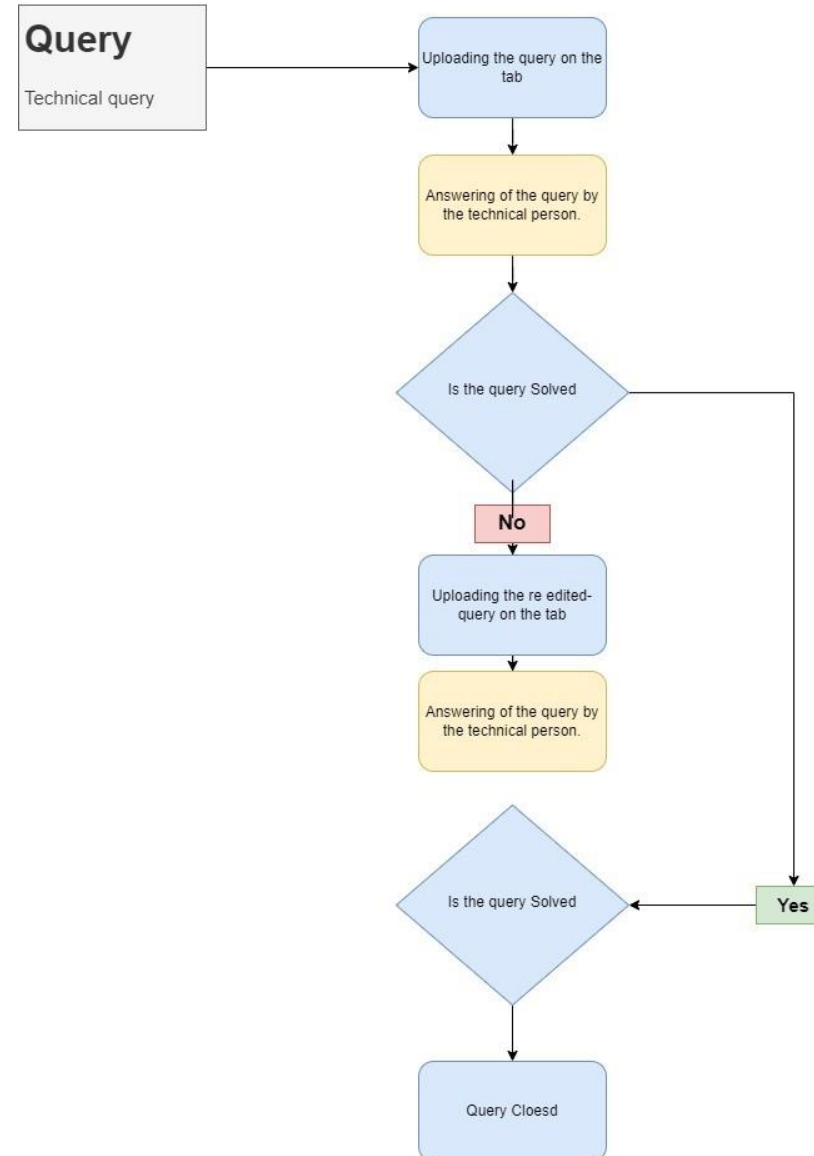 Query
Technical query
Uploading the query on the
tab
Answering of the query by
the technical person.
Is the query Solved
No
Uploading the re edited-
query on the tab
Answering of the query by
the technical person.
Is the query Solved
Yes
Query Cloesd